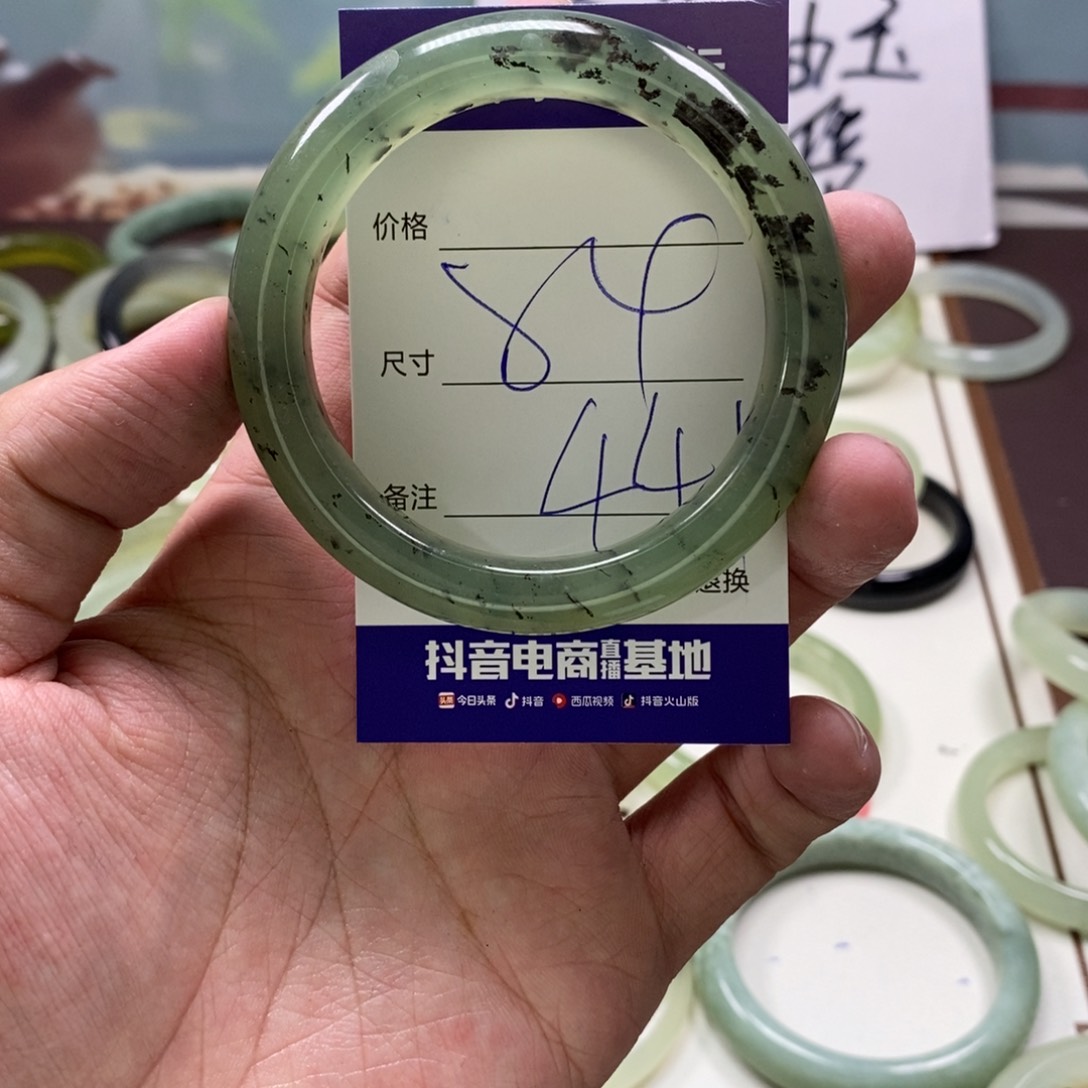 玉
价格
84
尺寸
44
备注
退换
抖音电商直播基地
今日头条 抖音 西瓜视频 抖音火山版